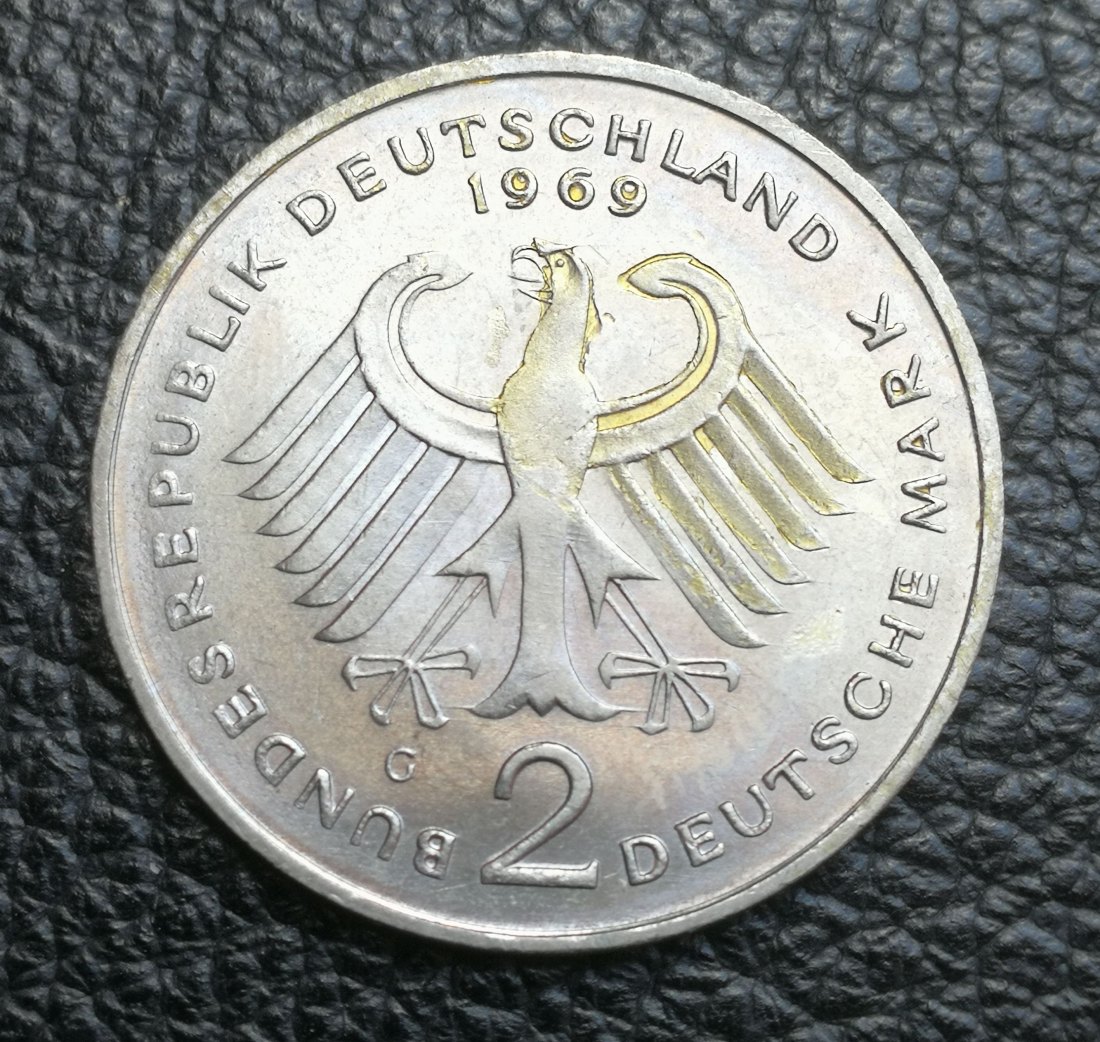 BUNDESREPUBLIK DEUTSCHLAND
1969
G
2
DEUTSCHE MARK